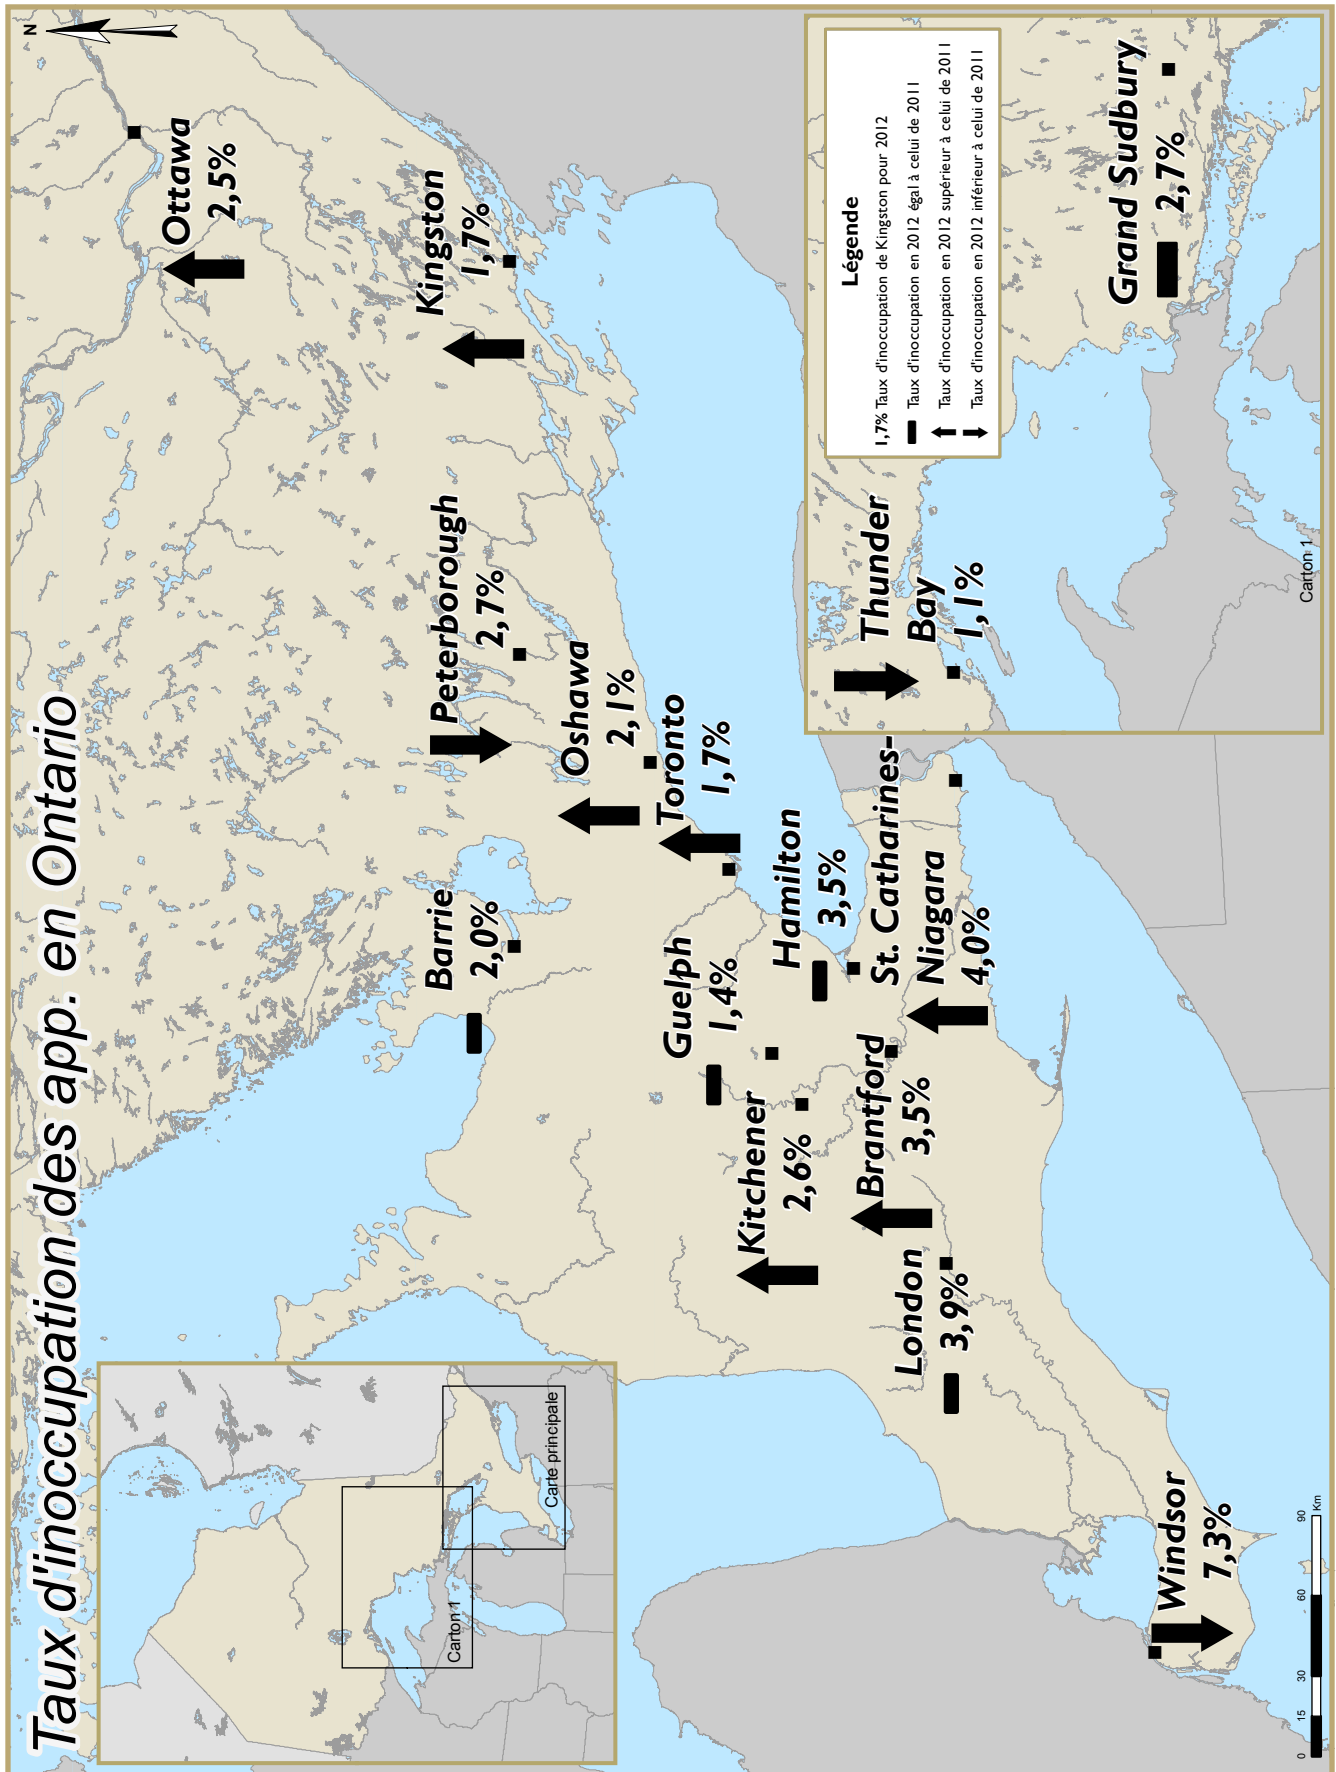 Taux d'inoccupation des app. en Ontario
N
Ottawa
2,5%
Kingston
1,7%
Peterborough
2,7%
Oshawa
2,1%
Toronto
1,7%
Barrie
2,0%
Guelph
1,4%
Hamilton
3,5%
St. Catharines-
Niagara
4,0%
Kitchener
2,6%
Brantford
3,5%
London
3,9%
Windsor
7,3%
Carton 1
Carte principale
0 15 30 60 90
Km
Légende
1,7% Taux d'inoccupation de Kingston pour 2012
Taux d'inoccupation en 2012 égal à celui de 2011
Taux d'inoccupation en 2012 supérieur à celui de 2011
Taux d'inoccupation en 2012 inférieur à celui de 2011
Thunder
Bay
1,1%
Grand Sudbury
2,7%
Carton 1